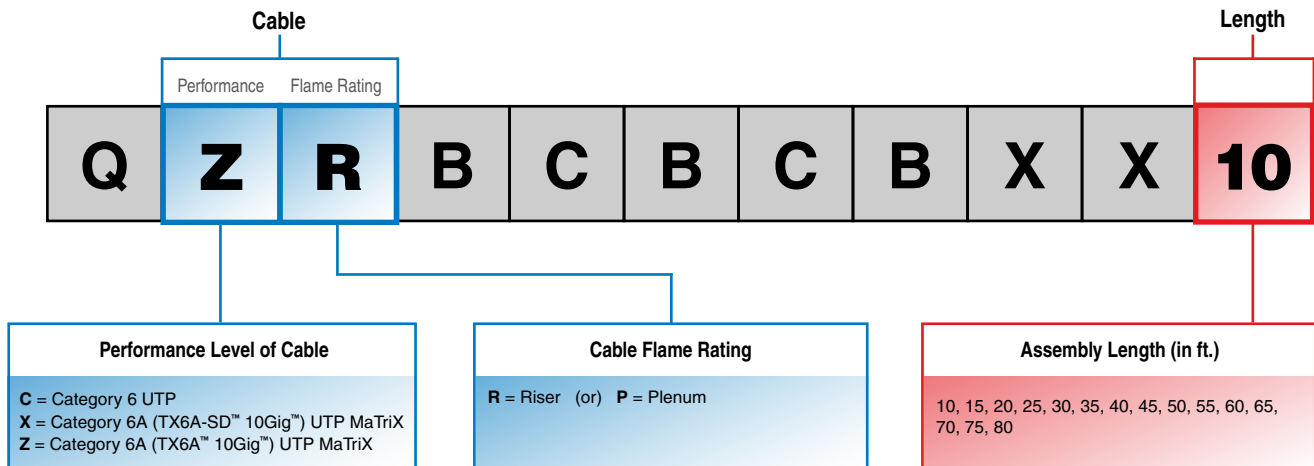 Cable
Length
Performance Flame Rating
Q Z R B C B C B X X 10
Performance Level of Cable
C = Category 6 UTP
X = Category 6A (TX6A-SD™ 10Gig™) UTP MaTriX
Z = Category 6A (TX6A™ 10Gig™) UTP MaTriX
Cable Flame Rating
R = Riser (or) P = Plenum
Assembly Length (in ft.)
10, 15, 20, 25, 30, 35, 40, 45, 50, 55, 60, 65,
70, 75, 80